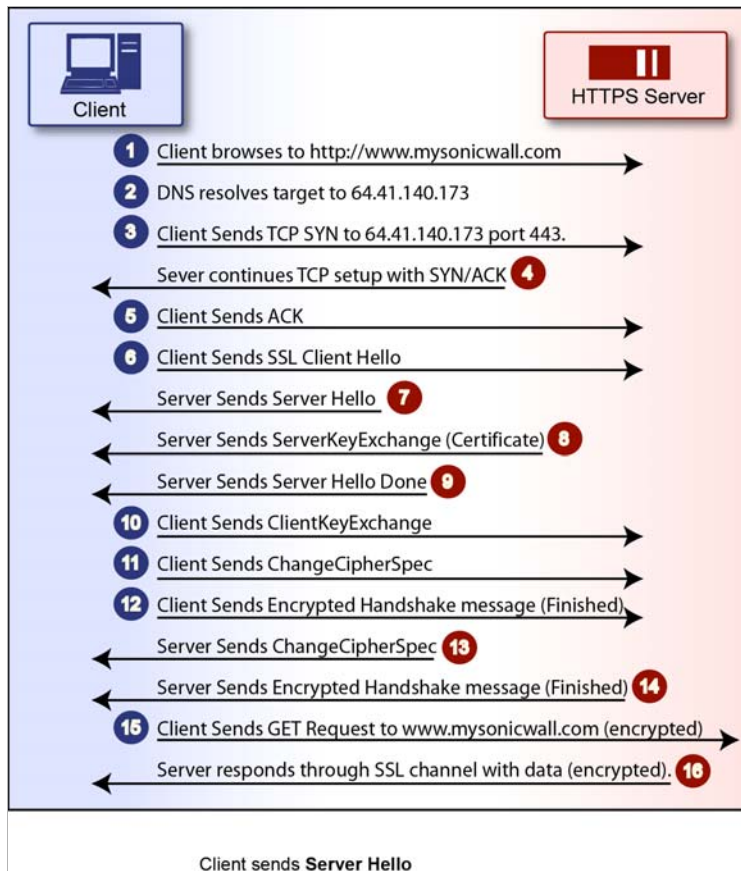 Client
HTTPS Server
1 Client browses to http://www.mysonicwall.com
2 DNS resolves target to 64.41.140.173
3 Client Sends TCP SYN to 64.41.140.173 port 443.
Sever continues TCP setup with SYN/ACK 4
5 Client Sends ACK
6 Client Sends SSL Client Hello
Server Sends Server Hello 7
Server Sends ServerKeyExchange (Certificate) 8
Server Sends Server Hello Done 9
10 Client Sends ClientKeyExchange
11 Client Sends ChangeCipherSpec
12 Client Sends Encrypted Handshake message (Finished)
Server Sends ChangeCipherSpec 13
Server Sends Encrypted Handshake message (Finished) 14
15 Client Sends GET Request to www.mysonicwall.com (encrypted)
Server responds through SSL channel with data (encrypted). 16
Client sends Server Hello